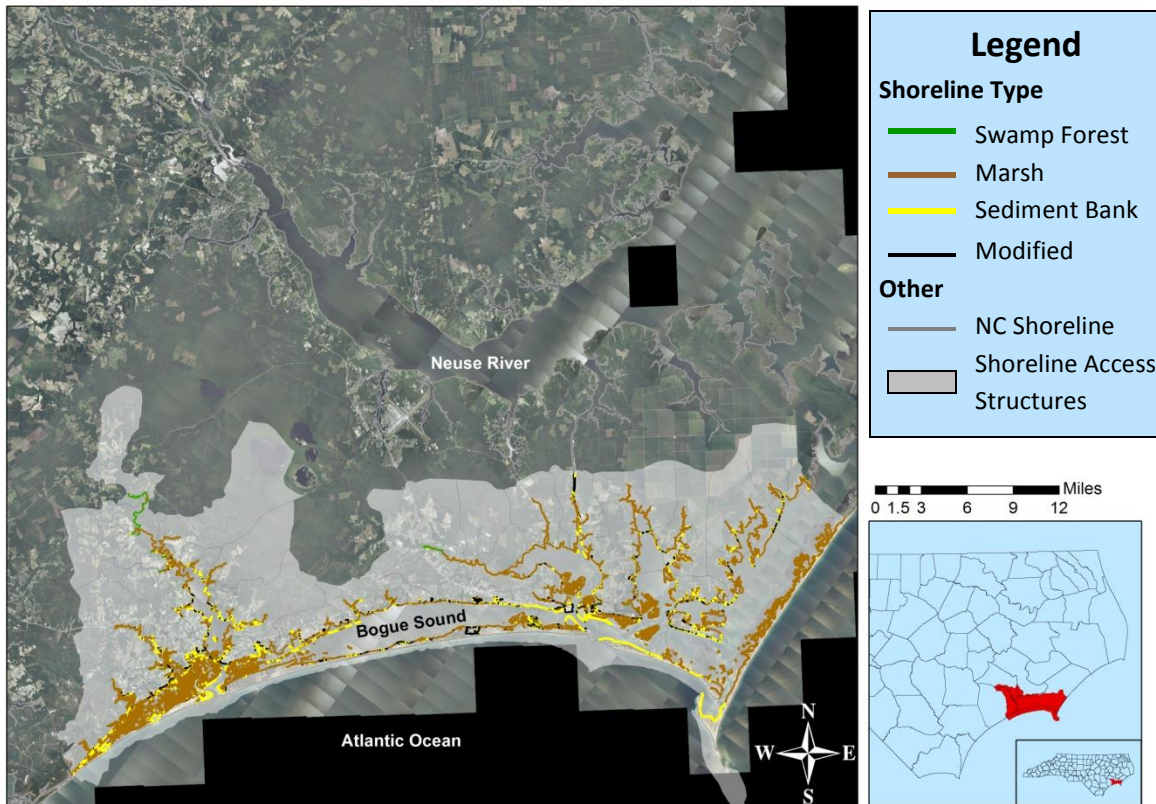 Neuse River
Bogue Sound
Atlantic Ocean
N
W
E
S
Legend
Shoreline Type
Swamp Forest
Marsh
Sediment Bank
Modified
Other
NC Shoreline
Shoreline Access
Structures
Miles
0 1.5 3 6 9 12